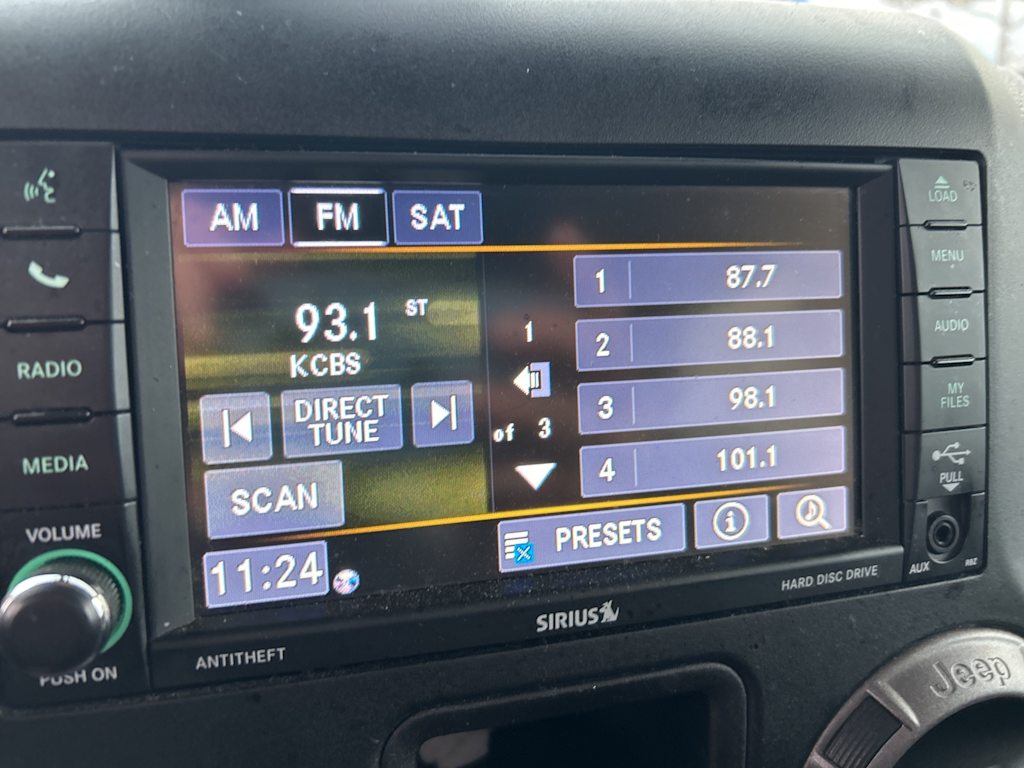 AM FM SAT
93.1 ST
KCBS
DIRECT
TUNE
SCAN
11:24
1
of 3
1 87.7
2 88.1
3 98.1
4 101.1
PRESETS
i
RADIO
MEDIA
VOLUME
PUSH ON
ANTITHEFT
SIRIUS
HARD DISC DRIVE
LOAD
MENU
AUDIO
MY
FILES
PULL
AUX
RBZ
Jeep